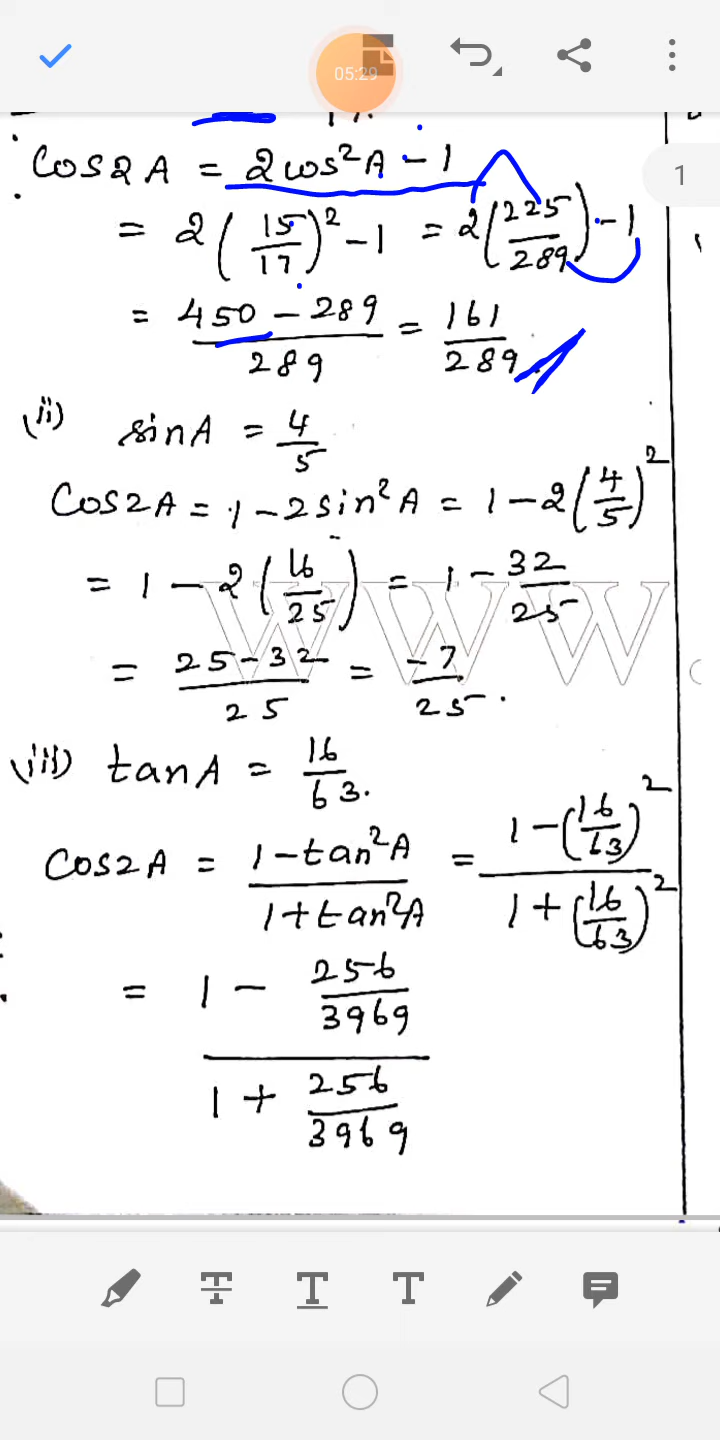 05:29
1
Cos2A = 2cos²A - 1
= 2(15/17)² - 1 = 2(225/289) - 1
= 450 - 289/289 = 161/289.
(ii) sinA = 4/5
Cos2A = 1 - 2sin²A = 1 - 2(4/5)²
= 1 - 2(16/25) = 1 - 32/25
= 25-32/25 = -7/25.
(iii) tanA = 16/63.
Cos2A = 1-tan²A/1+tan²A = 1-(16/63)²/1+(16/63)²
= 1 - 256/3969
1 + 256/3969
WWW
T T T